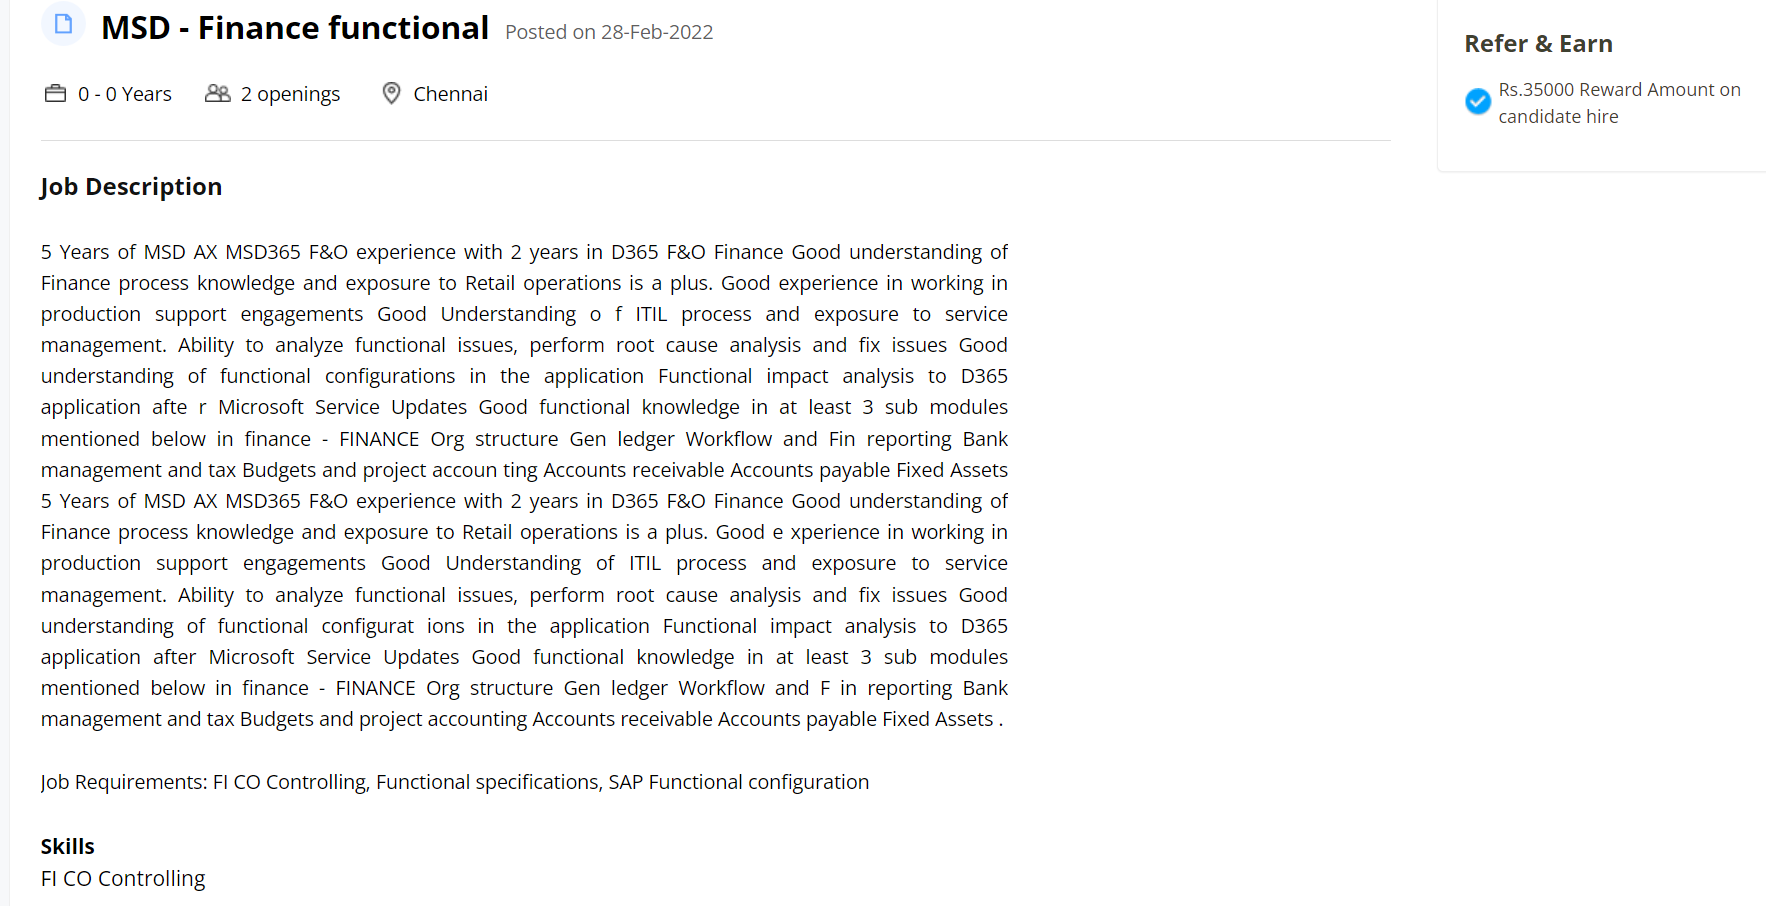 MSD - Finance functional Posted on 28-Feb-2022
0 - 0 Years 2 openings Chennai
Refer & Earn
Rs.35000 Reward Amount on
candidate hire
Job Description
5 Years of MSD AX MSD365 F&O experience with 2 years in D365 F&O Finance Good understanding of
Finance process knowledge and exposure to Retail operations is a plus. Good experience in working in
production support engagements Good Understanding o f ITIL process and exposure to service
management. Ability to analyze functional issues, perform root cause analysis and fix issues Good
understanding of functional configurations in the application Functional impact analysis to D365
application afte r Microsoft Service Updates Good functional knowledge in at least 3 sub modules
mentioned below in finance - FINANCE Org structure Gen ledger Workflow and Fin reporting Bank
management and tax Budgets and project accoun ting Accounts receivable Accounts payable Fixed Assets
5 Years of MSD AX MSD365 F&O experience with 2 years in D365 F&O Finance Good understanding of
Finance process knowledge and exposure to Retail operations is a plus. Good e xperience in working in
production support engagements Good Understanding of ITIL process and exposure to service
management. Ability to analyze functional issues, perform root cause analysis and fix issues Good
understanding of functional configurat ions in the application Functional impact analysis to D365
application after Microsoft Service Updates Good functional knowledge in at least 3 sub modules
mentioned below in finance - FINANCE Org structure Gen ledger Workflow and F in reporting Bank
management and tax Budgets and project accounting Accounts receivable Accounts payable Fixed Assets .
Job Requirements: FI CO Controlling, Functional specifications, SAP Functional configuration
Skills
FI CO Controlling